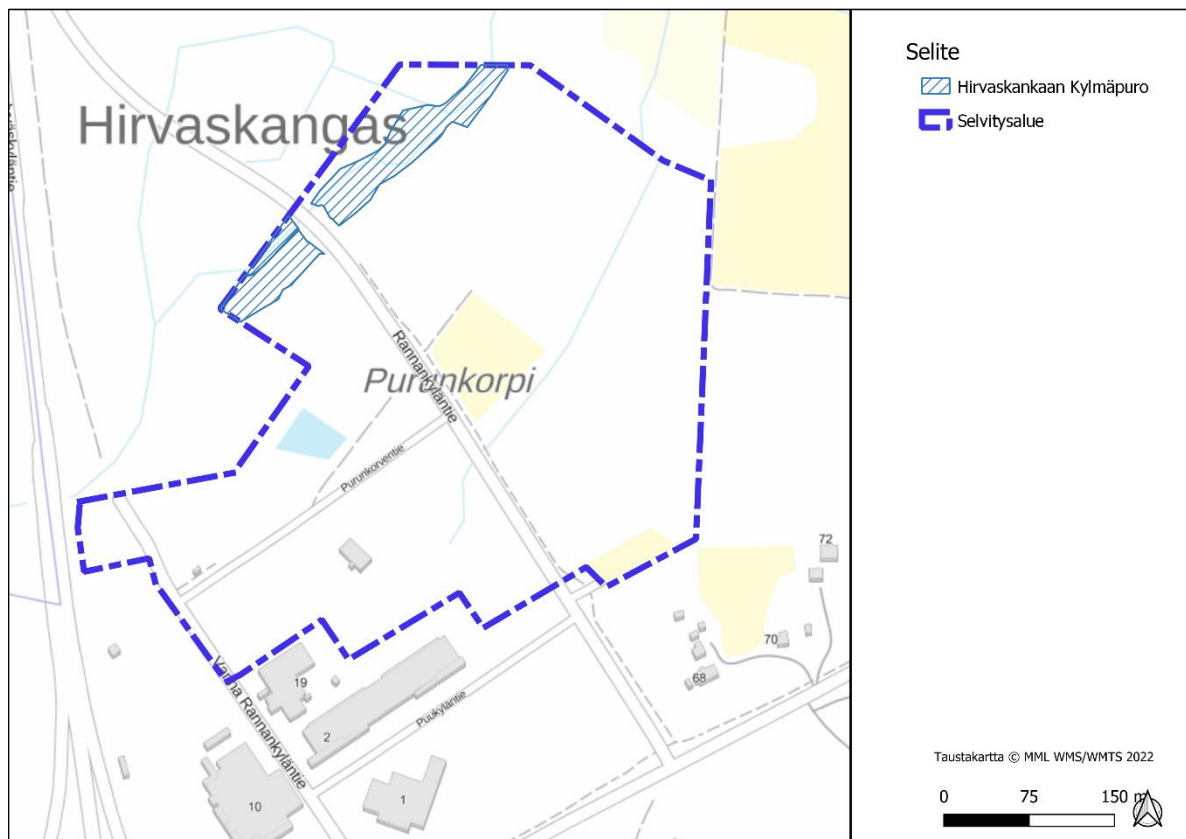 Hirvaskangas
Purunkorpi
Rannankyläntie
Purunkorventie
Vanha Rannankyläntie
Puukyläntie
19
2
10
1
72
70
68
Selite
Hirvaskankaan Kylmäpuro
Selvitysalue
Taustakartta © MML WMS/WMTS 2022
0 75 150 m